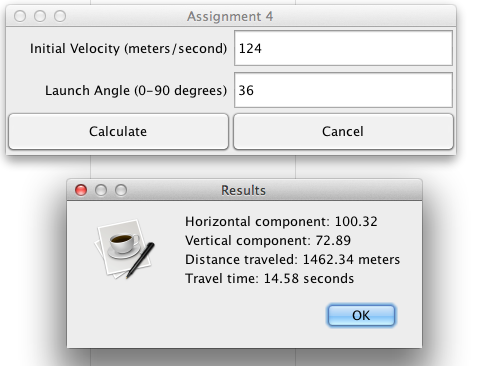 Assignment 4
Initial Velocity (meters/second) 124
Launch Angle (0-90 degrees) 36
Calculate Cancel
Results
Horizontal component: 100.32
Vertical component: 72.89
Distance traveled: 1462.34 meters
Travel time: 14.58 seconds
OK